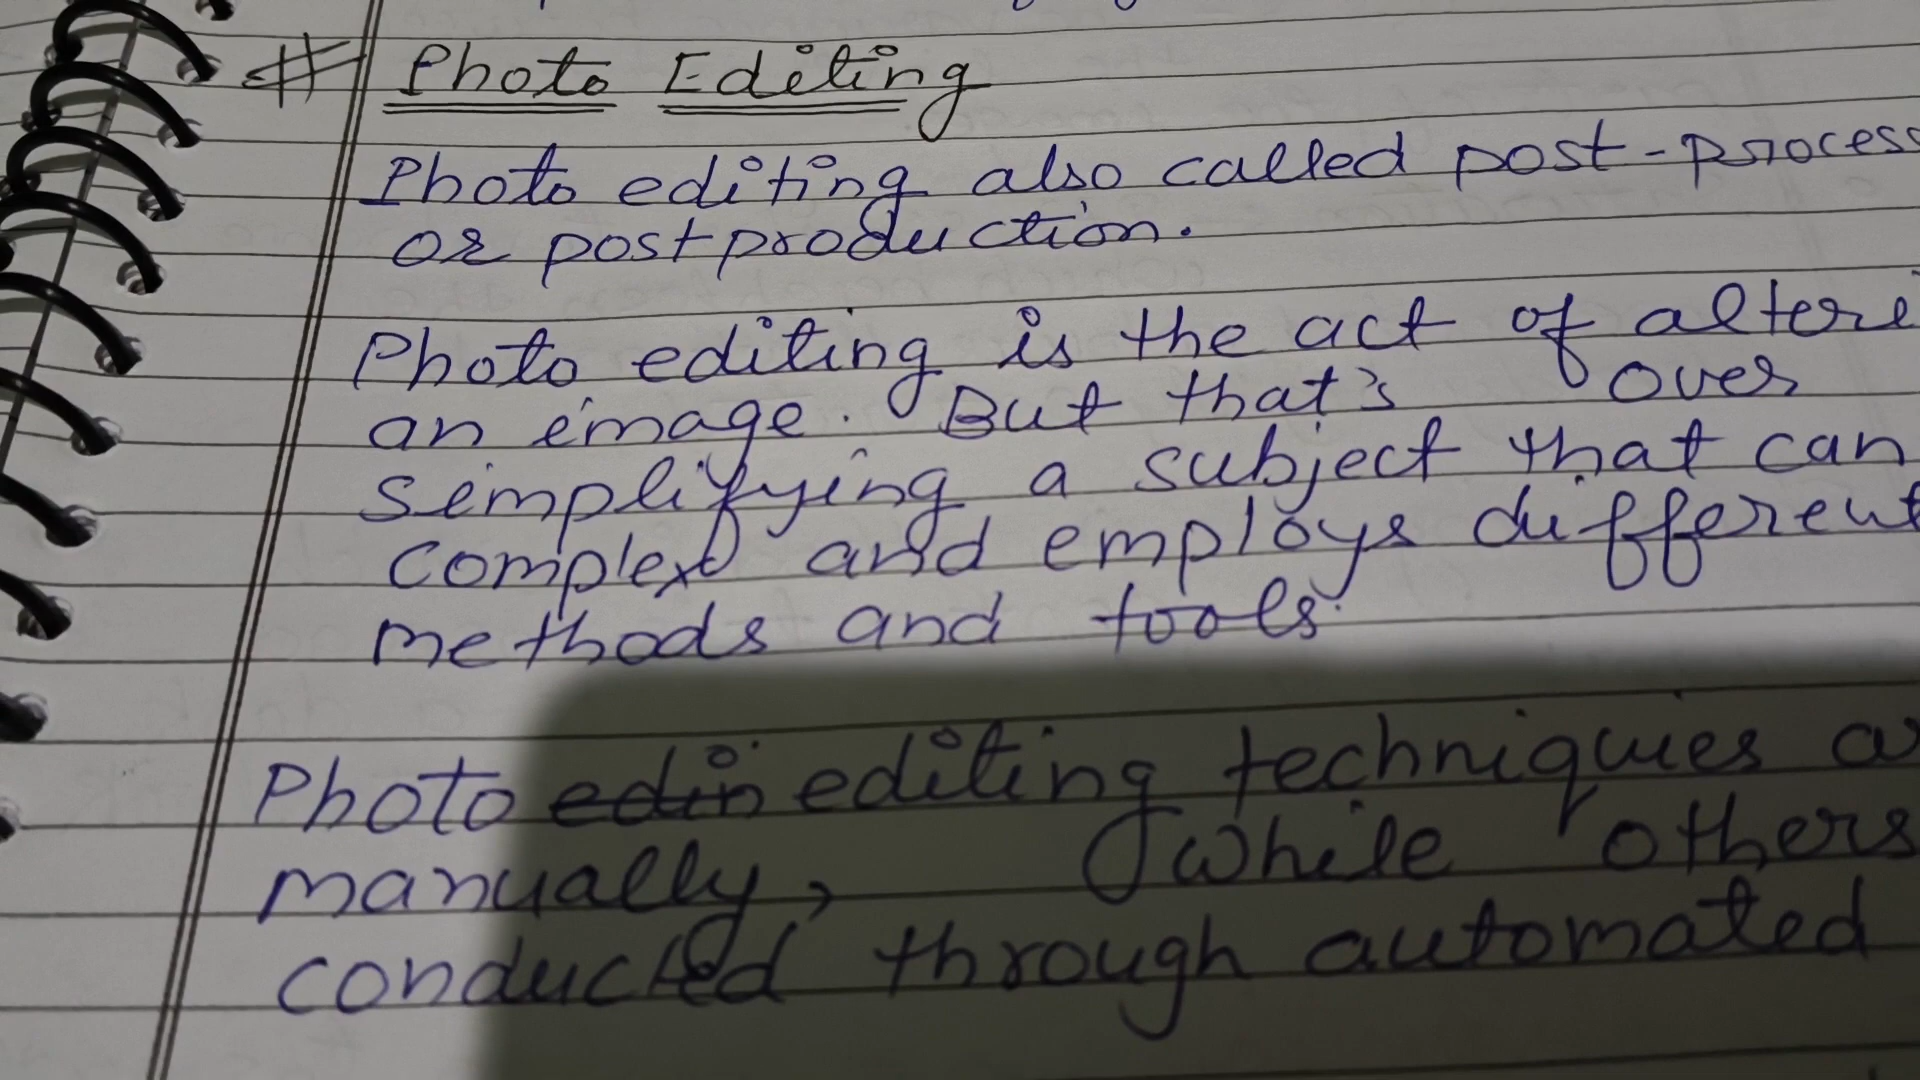 # Photo Editing
Photo editing also called post-process
or postproduction.
Photo editing is the act of altere
an image. But that's over
simplifying a subject that can
complex and employs different
methods and tools.
Photo edin editing techniques a
manually, while others
conducted through automated